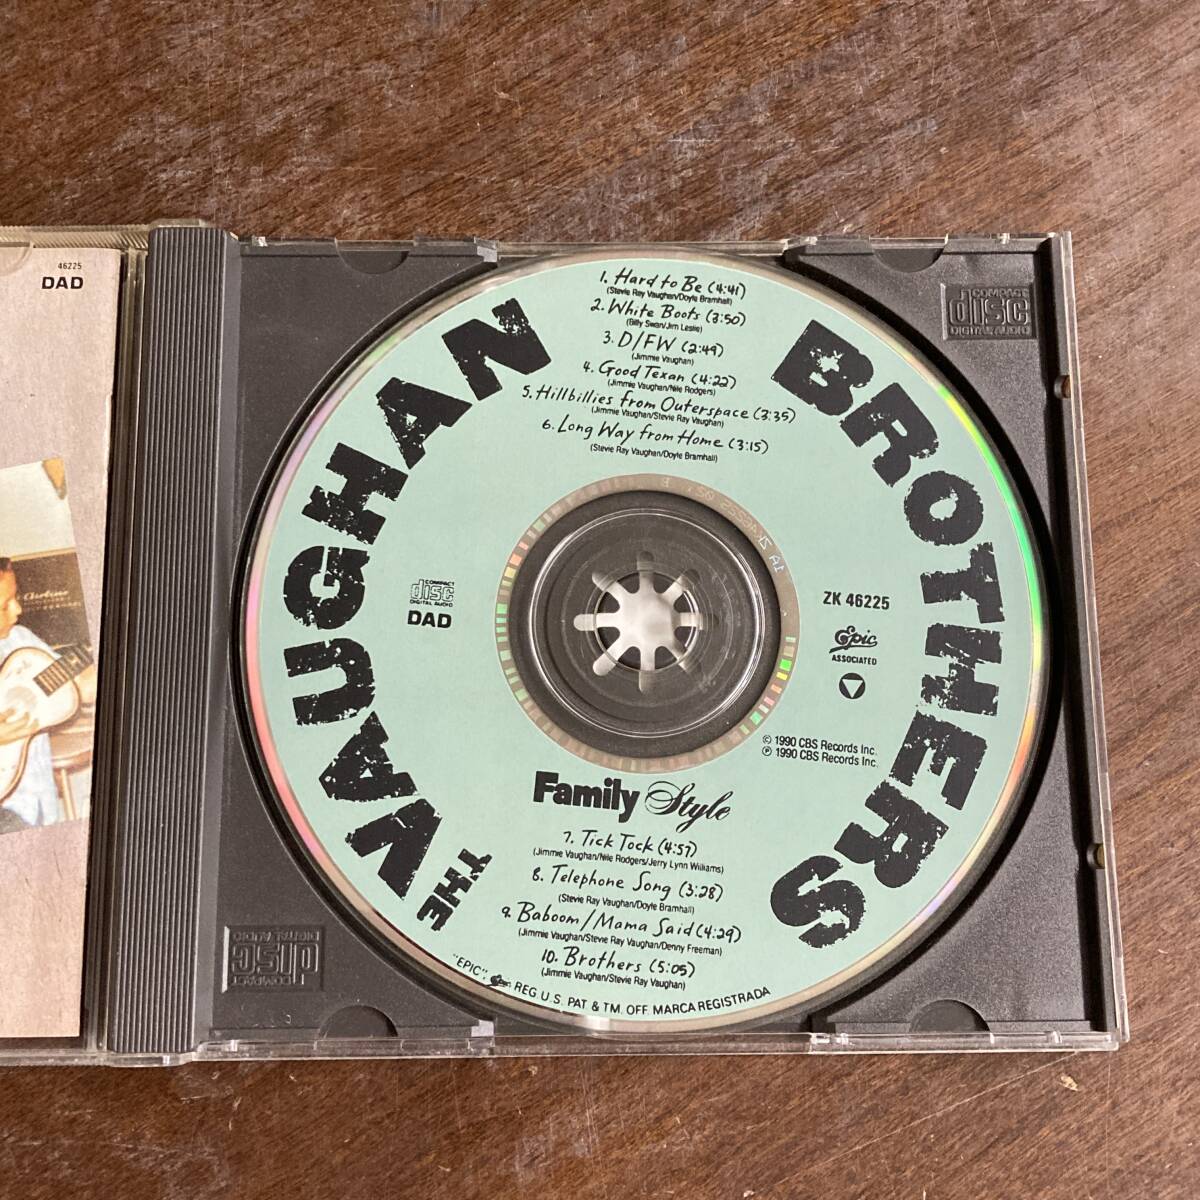 46225
DAD
Airline
THE VAUGHAN
BROTHERS
1. Hard to Be (4:41)
(Stevie Ray Vaughan/Doyle Bramhall)
2. White Boots (3:50)
(Billy Swan/Jim Leslie)
3. D/FW (2:49)
(Jimmie Vaughan)
4. Good Texan (4:22)
(Jimmie Vaughan/Nile Rodgers)
5. Hillbillies from Outerspace (3:35)
(Jimmie Vaughan/Stevie Ray Vaughan)
6. Long Way from Home (3:15)
(Stevie Ray Vaughan/Doyle Bramhall)
COMPACT
disc
DIGITAL AUDIO
DAD
ZK 46225
Epic
ASSOCIATED
© 1990 CBS Records Inc.
℗ 1990 CBS Records Inc.
Family Style
7. Tick Tock (4:57)
(Jimmie Vaughan/Nile Rodgers/Jerry Lynn Williams)
8. Telephone Song (3:28)
(Stevie Ray Vaughan/Doyle Bramhall)
9. Baboom/Mama Said (4:29)
(Jimmie Vaughan/Stevie Ray Vaughan/Denny Freeman)
10. Brothers (5:05)
(Jimmie Vaughan/Stevie Ray Vaughan)
"EPIC", Epic REG. U.S. PAT. & TM. OFF. MARCA REGISTRADA
COMPACT
disc
DIGITAL AUDIO
COMPACT
disc
DIGITAL AUDIO